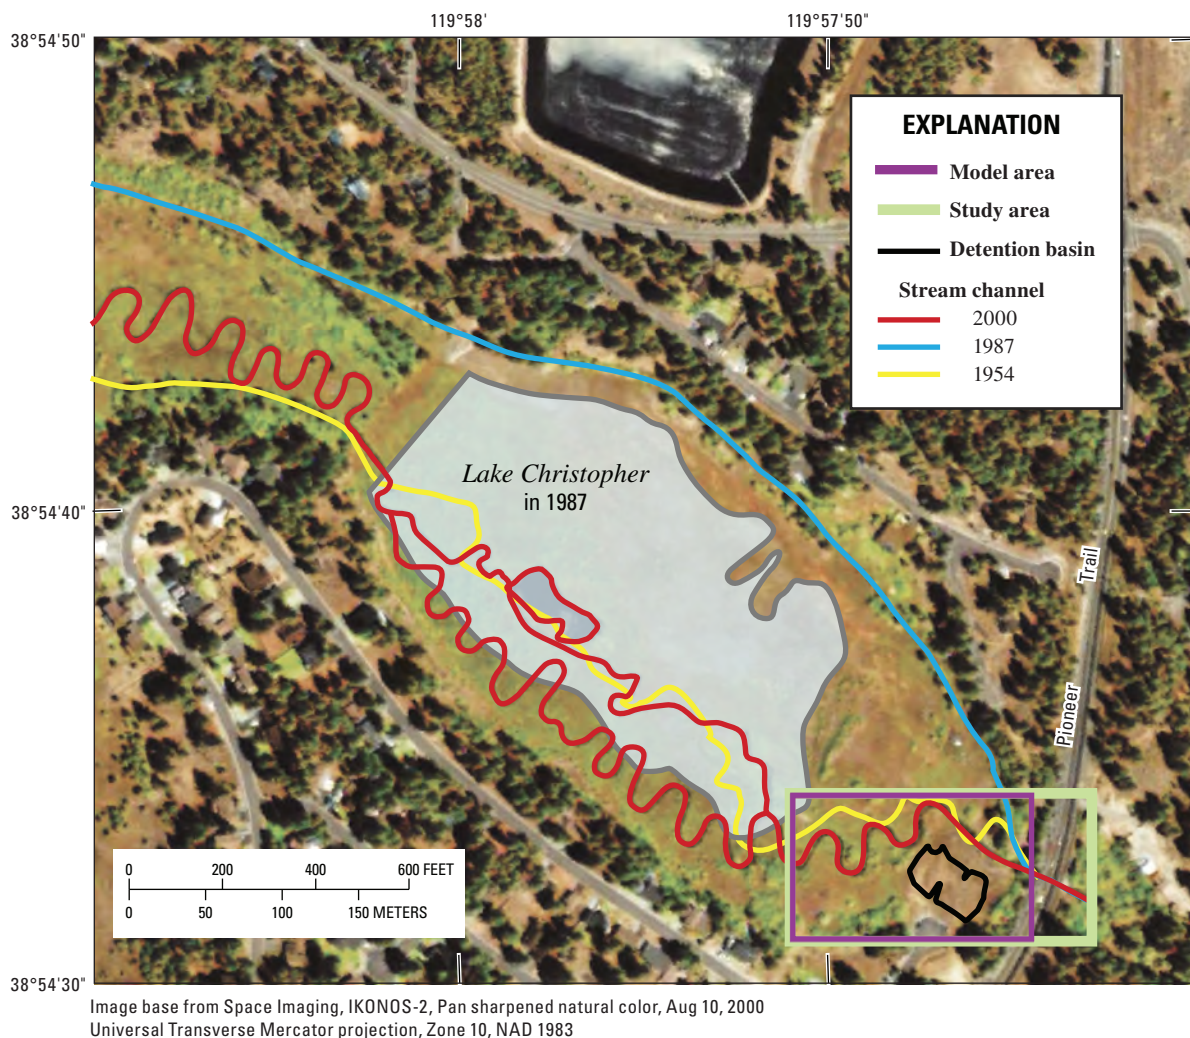 119°58'
119°57'50"
38°54'50"
EXPLANATION
Model area
Study area
Detention basin
Stream channel
2000
1987
1954
Lake Christopher
in 1987
38°54'40"
Trail
Pioneer
0 200 400 600 FEET
0 50 100 150 METERS
38°54'30"
Image base from Space Imaging, IKONOS-2, Pan sharpened natural color, Aug 10, 2000
Universal Transverse Mercator projection, Zone 10, NAD 1983